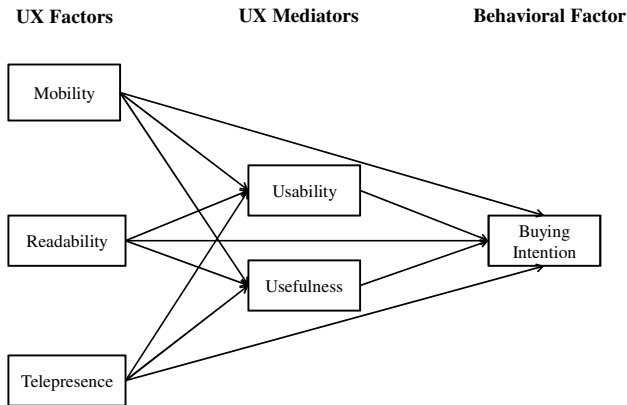 UX Factors
UX Mediators
Behavioral Factor
Mobility
Usability
Readability
Buying
Intention
Usefulness
Telepresence